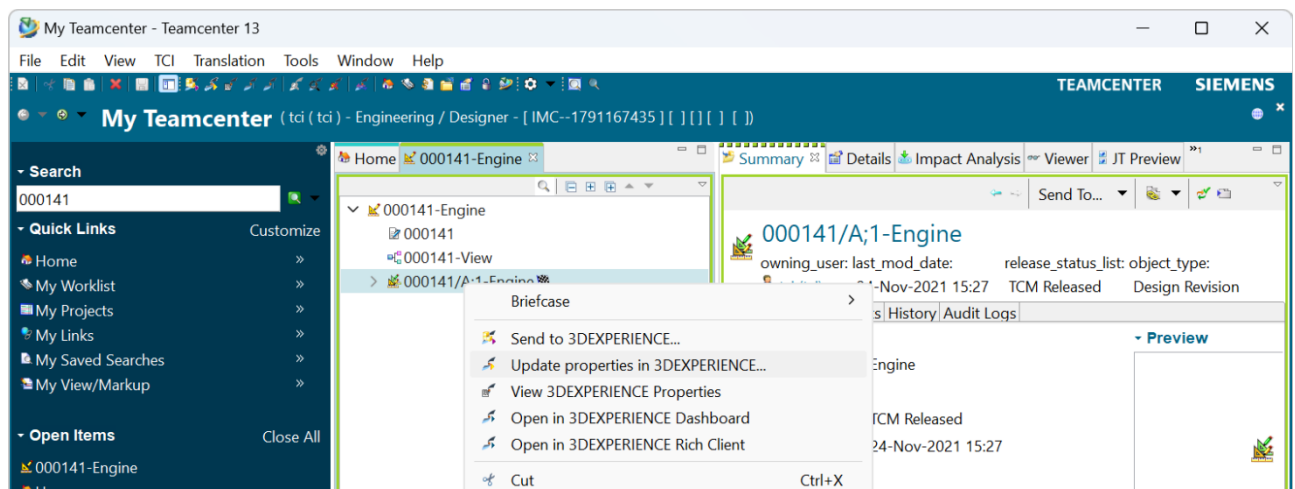 My Teamcenter - Teamcenter 13
File Edit View TCI Translation Tools Window Help
TEAMCENTER SIEMENS
My Teamcenter ( tci ( tci ) - Engineering / Designer - [ IMC--1791167435 ] [ ] [ ] [ ] [ ])
Search
000141
Quick Links Customize
Home »
My Worklist »
My Projects »
My Links »
My Saved Searches »
My View/Markup »
Open Items Close All
000141-Engine
Home 000141-Engine
000141-Engine
000141
000141-View
000141/A;1-Engine
Briefcase >
Send to 3DEXPERIENCE...
Update properties in 3DEXPERIENCE...
View 3DEXPERIENCE Properties
Open in 3DEXPERIENCE Dashboard
Open in 3DEXPERIENCE Rich Client
Cut Ctrl+X
Summary Details Impact Analysis Viewer JT Preview »1
Send To...
000141/A;1-Engine
owning_user: last_mod_date: release_status_list: object_type:
-Nov-2021 15:27 TCM Released Design Revision
History Audit Logs
Preview
Engine
TCM Released
24-Nov-2021 15:27